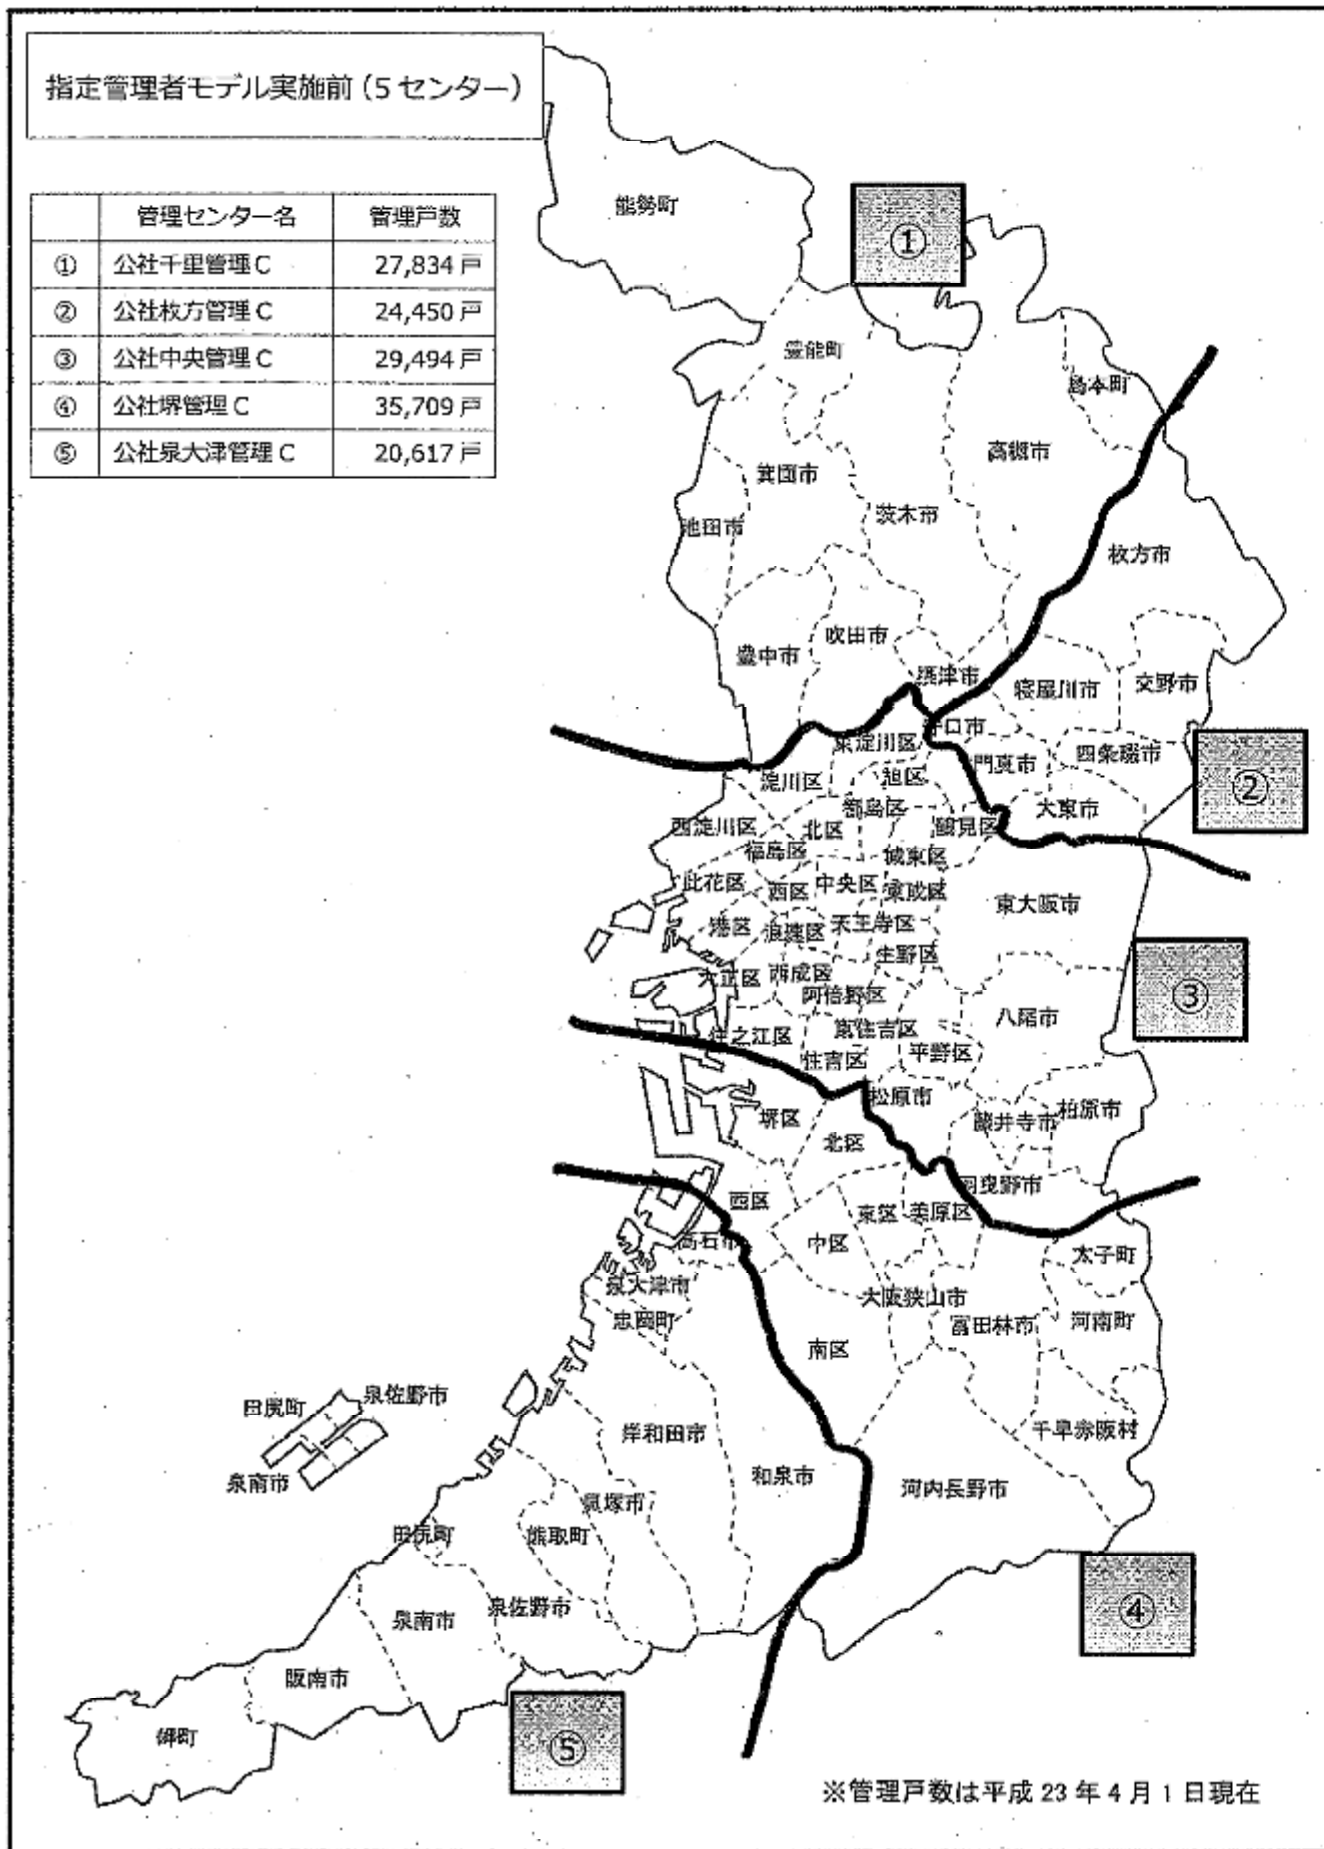 指定管理者モデル実施前(5センター)
管理センター名 管理戸数
① 公社千里管理C 27,834戸
② 公社枚方管理C 24,450戸
③ 公社中央管理C 29,494戸
④ 公社堺管理C 35,709戸
⑤ 公社泉大津管理C 20,617戸
能勢町
①
豊能町
島本町
高槻市
箕面市
茨木市
池田市
枚方市
吹田市
豊中市
摂津市
寝屋川市
交野市
守口市
東淀川区
門真市
四条畷市
淀川区
旭区
②
都島区
大東市
西淀川区
北区
鶴見区
福島区
城東区
此花区
西区
中央区
東成区
東大阪市
港区
浪速区
天王寺区
生野区
大正区
西成区
阿倍野区
③
八尾市
住之江区
東住吉区
平野区
住吉区
松原市
藤井寺市
柏原市
堺区
北区
羽曳野市
西区
東区
美原区
高石市
中区
太子町
泉大津市
大阪狭山市
忠岡町
富田林市
河南町
南区
田尻町
泉佐野市
泉南市
岸和田市
千早赤阪村
和泉市
河内長野市
貝塚市
田尻町
熊取町
泉南市
泉佐野市
④
阪南市
岬町
⑤
※管理戸数は平成23年4月1日現在